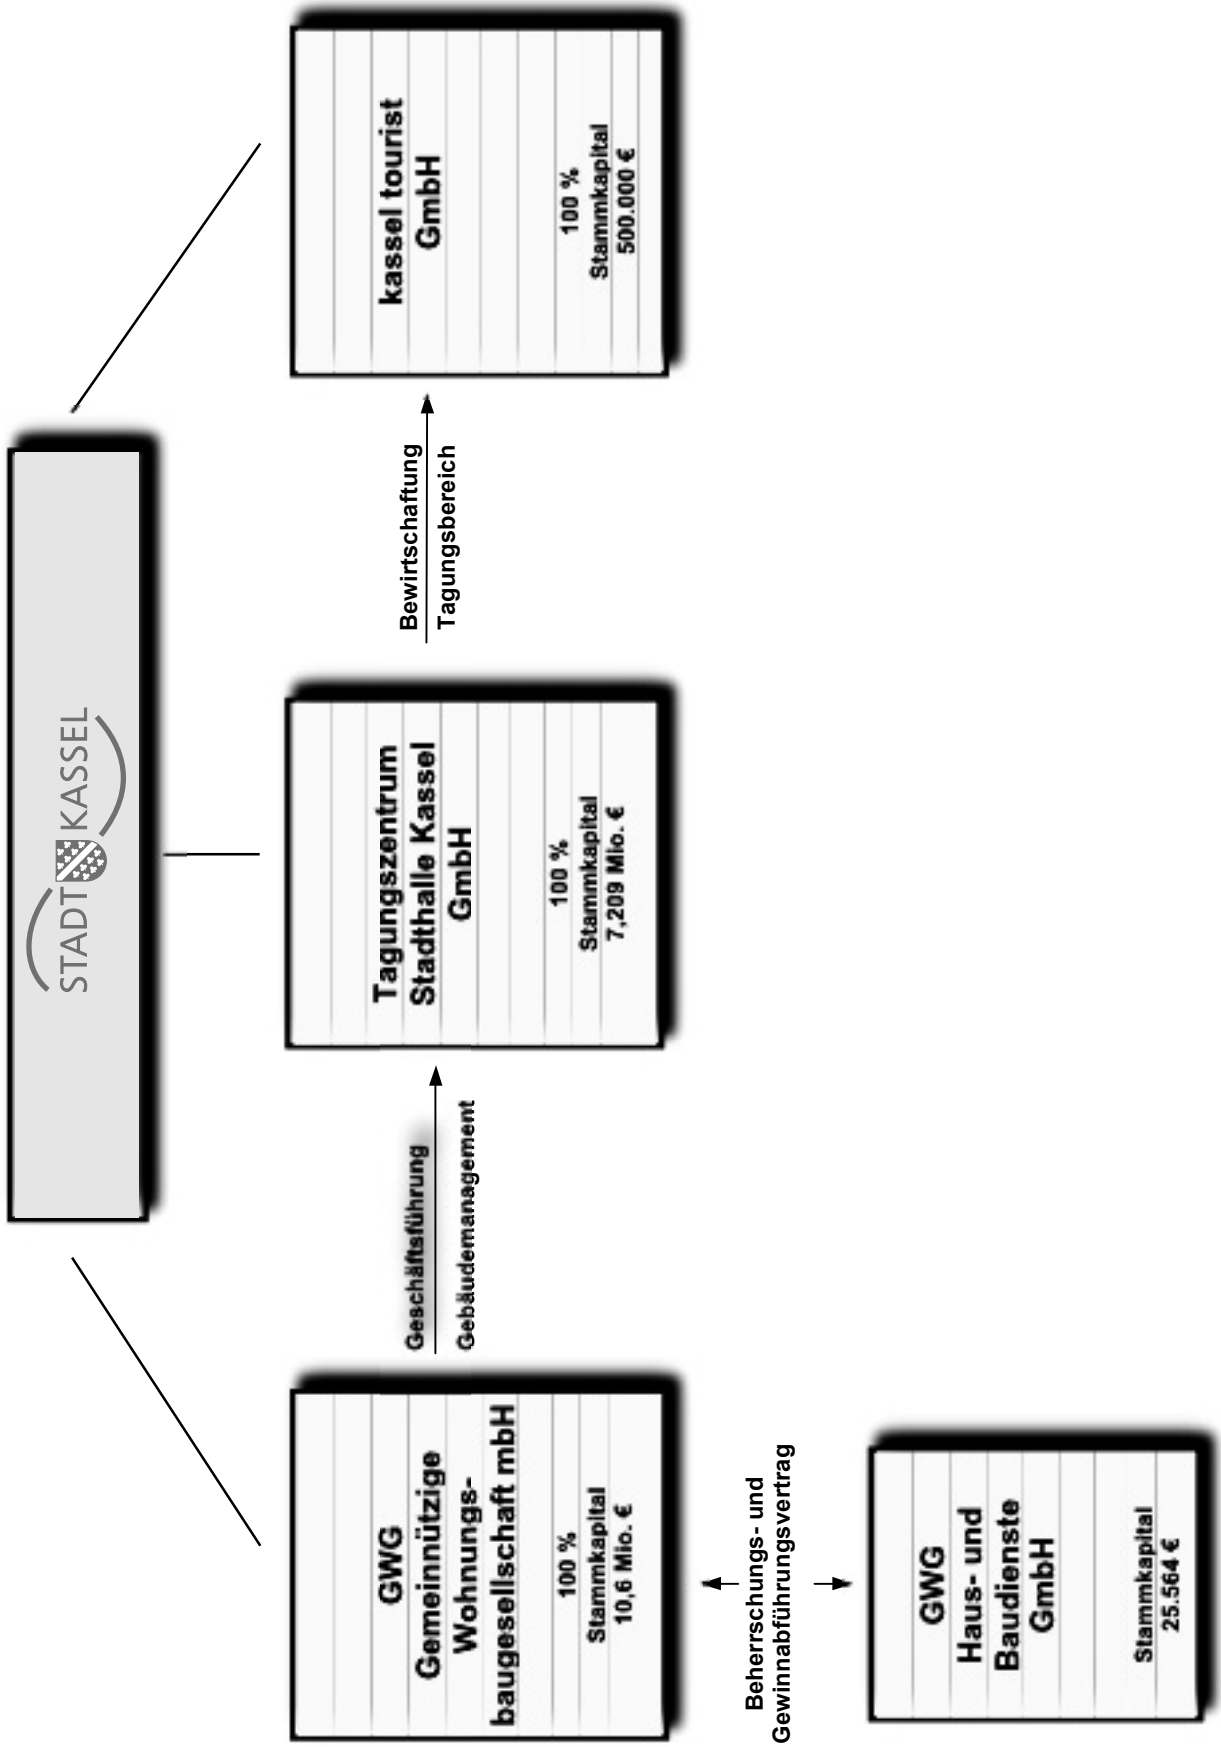 STADT KASSEL
GWG
Gemeinnützige
Wohnungs-
baugesellschaft mbH
100 %
Stammkapital
10,6 Mio. €
Geschäftsführung
Gebäudemanagement
Tagungszentrum
Stadthalle Kassel
GmbH
100 %
Stammkapital
7,209 Mio. €
Bewirtschaftung
Tagungsbereich
kassel tourist
GmbH
100 %
Stammkapital
500.000 €
Beherrschungs- und
Gewinnabführungsvertrag
GWG
Haus- und
Baudienste
GmbH
Stammkapital
25.564 €